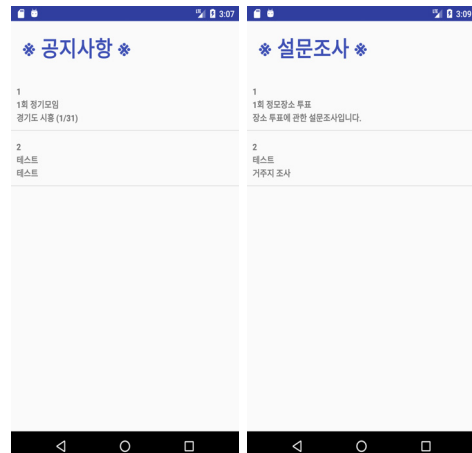 3:07
※ 공지사항 ※
1
1회 정기모임
경기도 시흥 (1/31)
2
테스트
테스트
3:09
※ 설문조사 ※
1
1회 정모장소 투표
장소 투표에 관한 설문조사입니다.
2
테스트
거주지 조사